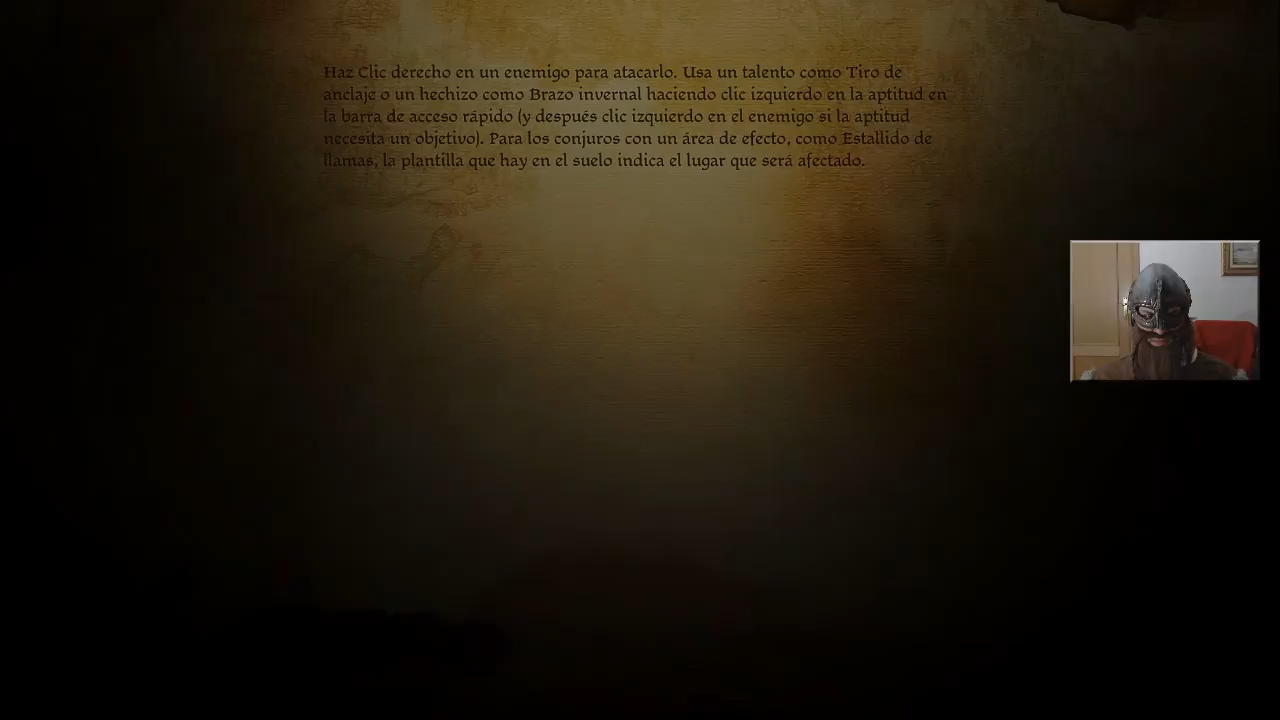 Haz Clic derecho en un enemigo para atacarlo. Usa un talento como Tiro de
anclaje o un hechizo como Brazo invernal haciendo clic izquierdo en la aptitud en
la barra de acceso rápido (y después clic izquierdo en el enemigo si la aptitud
necesita un objetivo). Para los conjuros con un área de efecto, como Estallido de
llamas, la plantilla que hay en el suelo indica el lugar que será afectado.